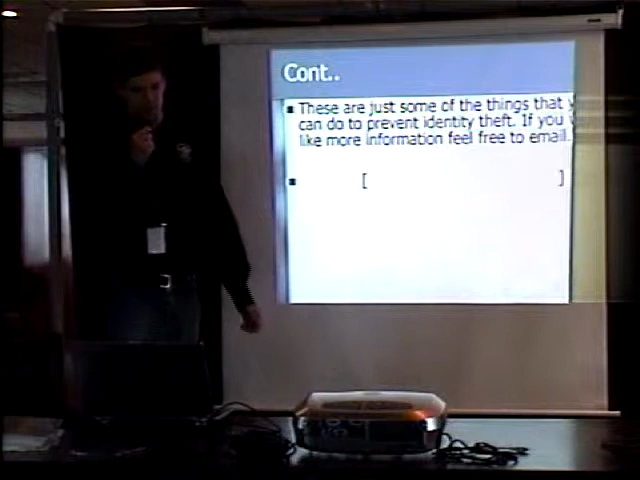 Cont..
▪ These are just some of the things that y
can do to prevent identity theft. If you w
like more information feel free to email.
▪ [ ]